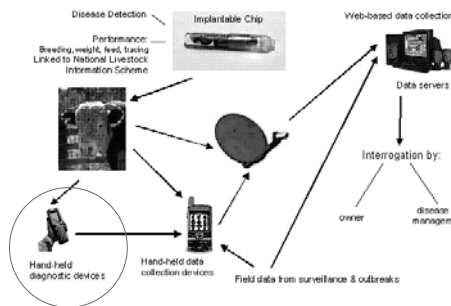 Disease Detection
Implantable Chip
Performance:
Breeding, weight, feed, tracing
Linked to National Livestock
Information Scheme
Web-based data collection
Data servers
Interrogation by:
owner
disease
managers
Hand-held
diagnostic devices
Hand-held data
collection devices
Field data from surveillance & outbreaks